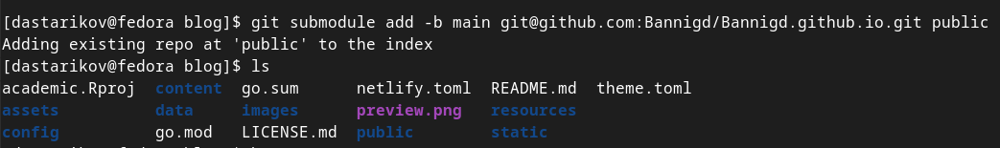 [dastarikov@fedora blog]$ git submodule add -b main git@github.com:Bannigd/Bannigd.github.io.git public
Adding existing repo at 'public' to the index
[dastarikov@fedora blog]$ ls
academic.Rproj content go.sum netlify.toml README.md theme.toml
assets data images preview.png resources
config go.mod LICENSE.md public static